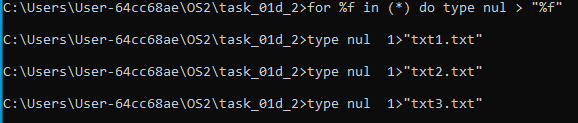 C:\Users\User-64cc68ae\OS2\task_01d_2>for %f in (*) do type nul > "%f"
C:\Users\User-64cc68ae\OS2\task_01d_2>type nul  1>"txt1.txt"
C:\Users\User-64cc68ae\OS2\task_01d_2>type nul  1>"txt2.txt"
C:\Users\User-64cc68ae\OS2\task_01d_2>type nul  1>"txt3.txt"